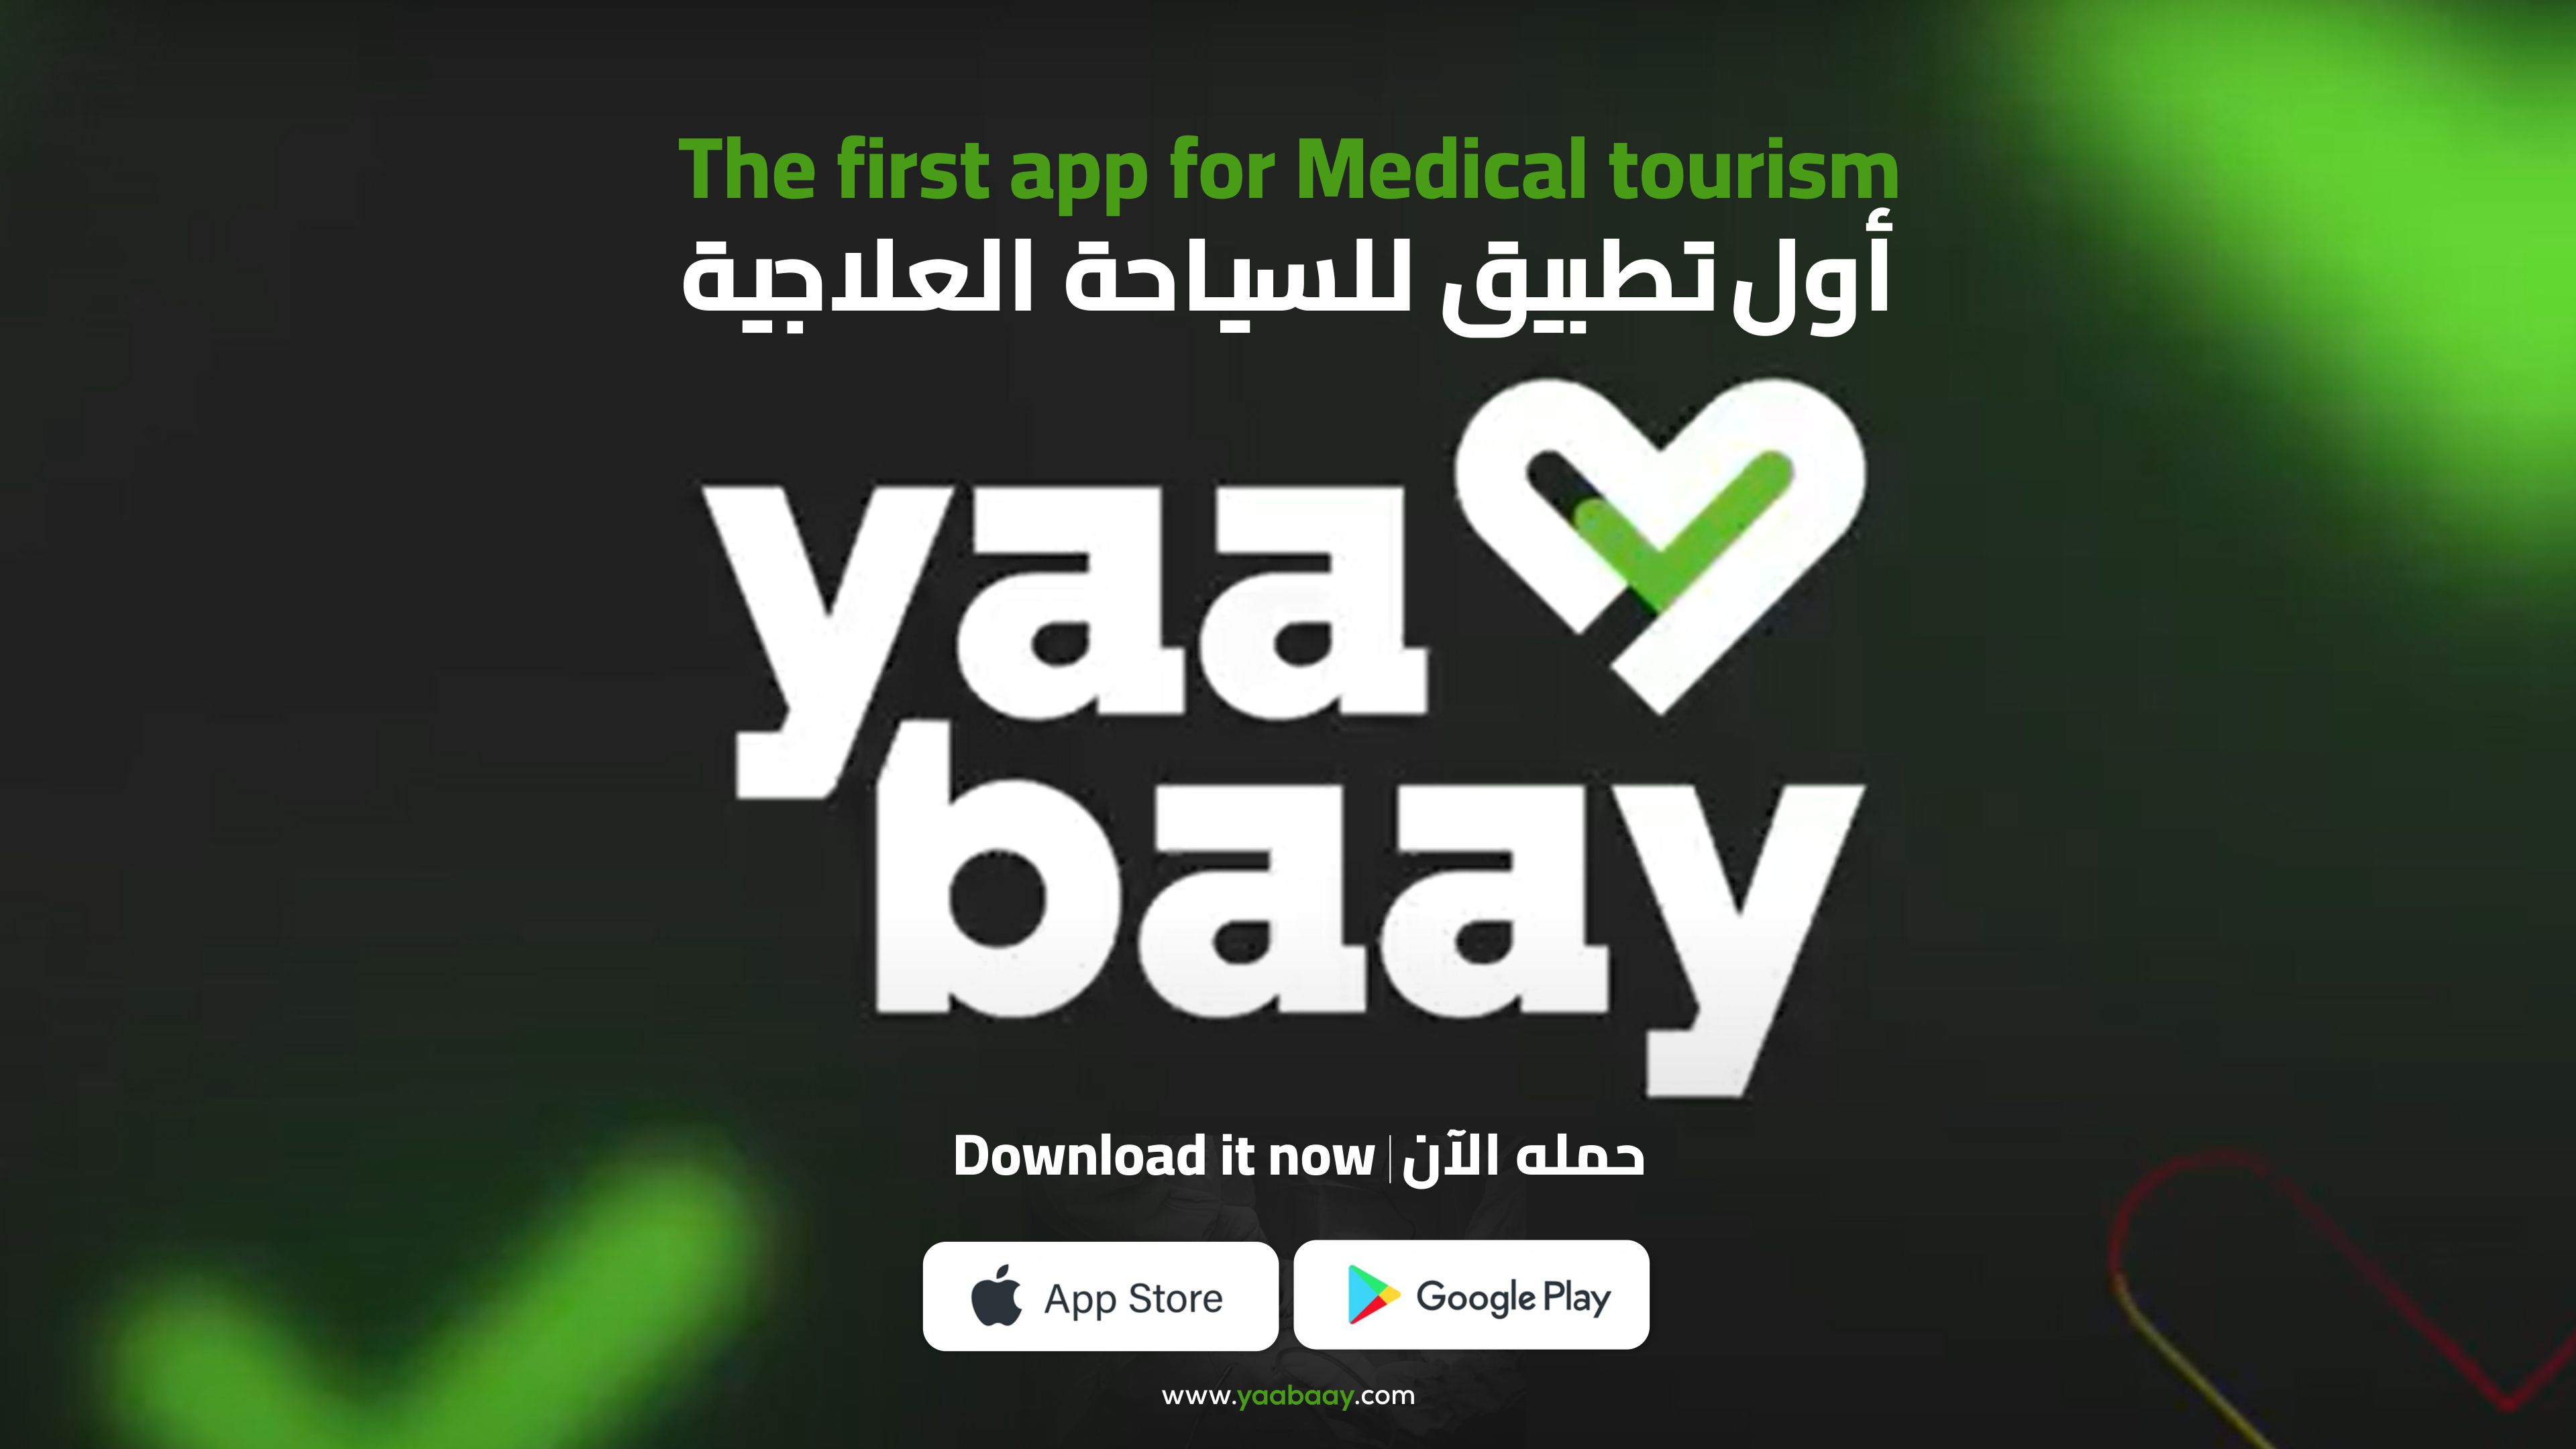 The first app for Medical tourism
أول تطبيق للسياحة العلاجية
yaa
baay
Download it now | حمله الآن
App Store
Google Play
www.yaabaay.com